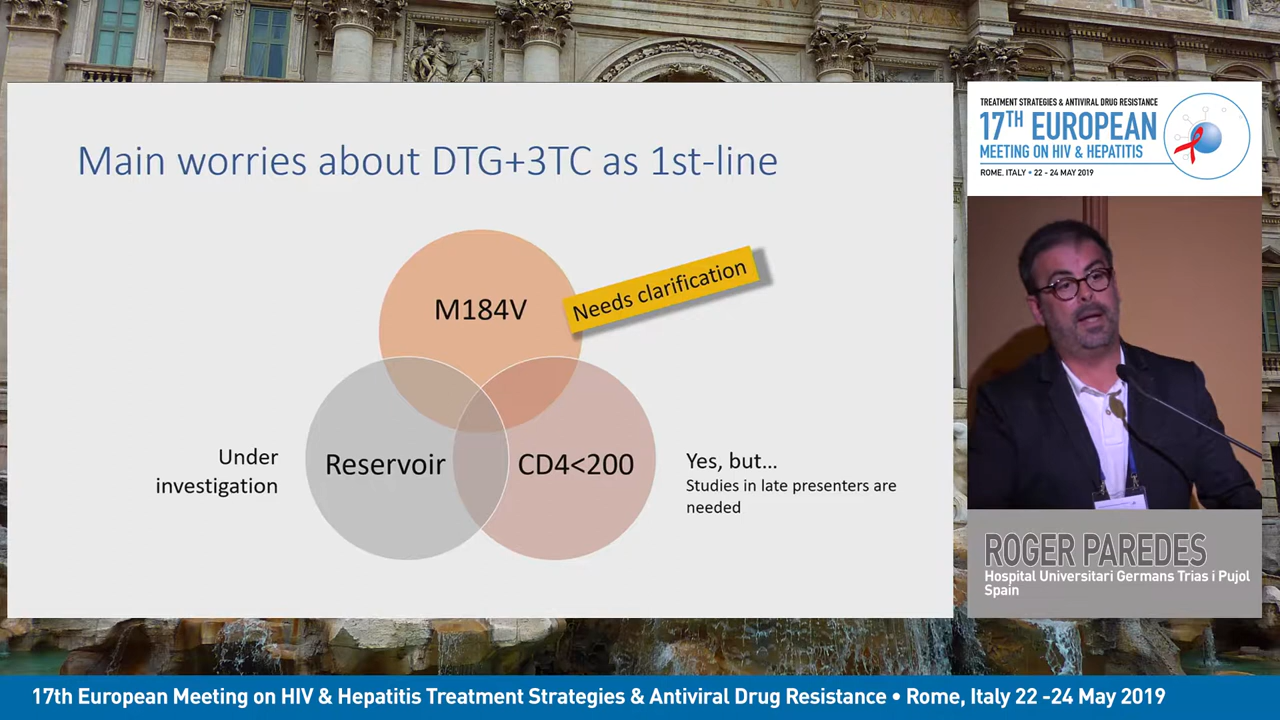 Main worries about DTG+3TC as 1st-line
M184V
Needs clarification
Under
investigation
Reservoir
CD4<200
Yes, but...
Studies in late presenters are
needed
TREATMENT STRATEGIES & ANTIVIRAL DRUG RESISTANCE
17TH EUROPEAN
MEETING ON HIV & HEPATITIS
ROME, ITALY • 22 - 24 MAY 2019
ROGER PAREDES
Hospital Universitari Germans Trias i Pujol
Spain
17th European Meeting on HIV & Hepatitis Treatment Strategies & Antiviral Drug Resistance • Rome, Italy 22 -24 May 2019